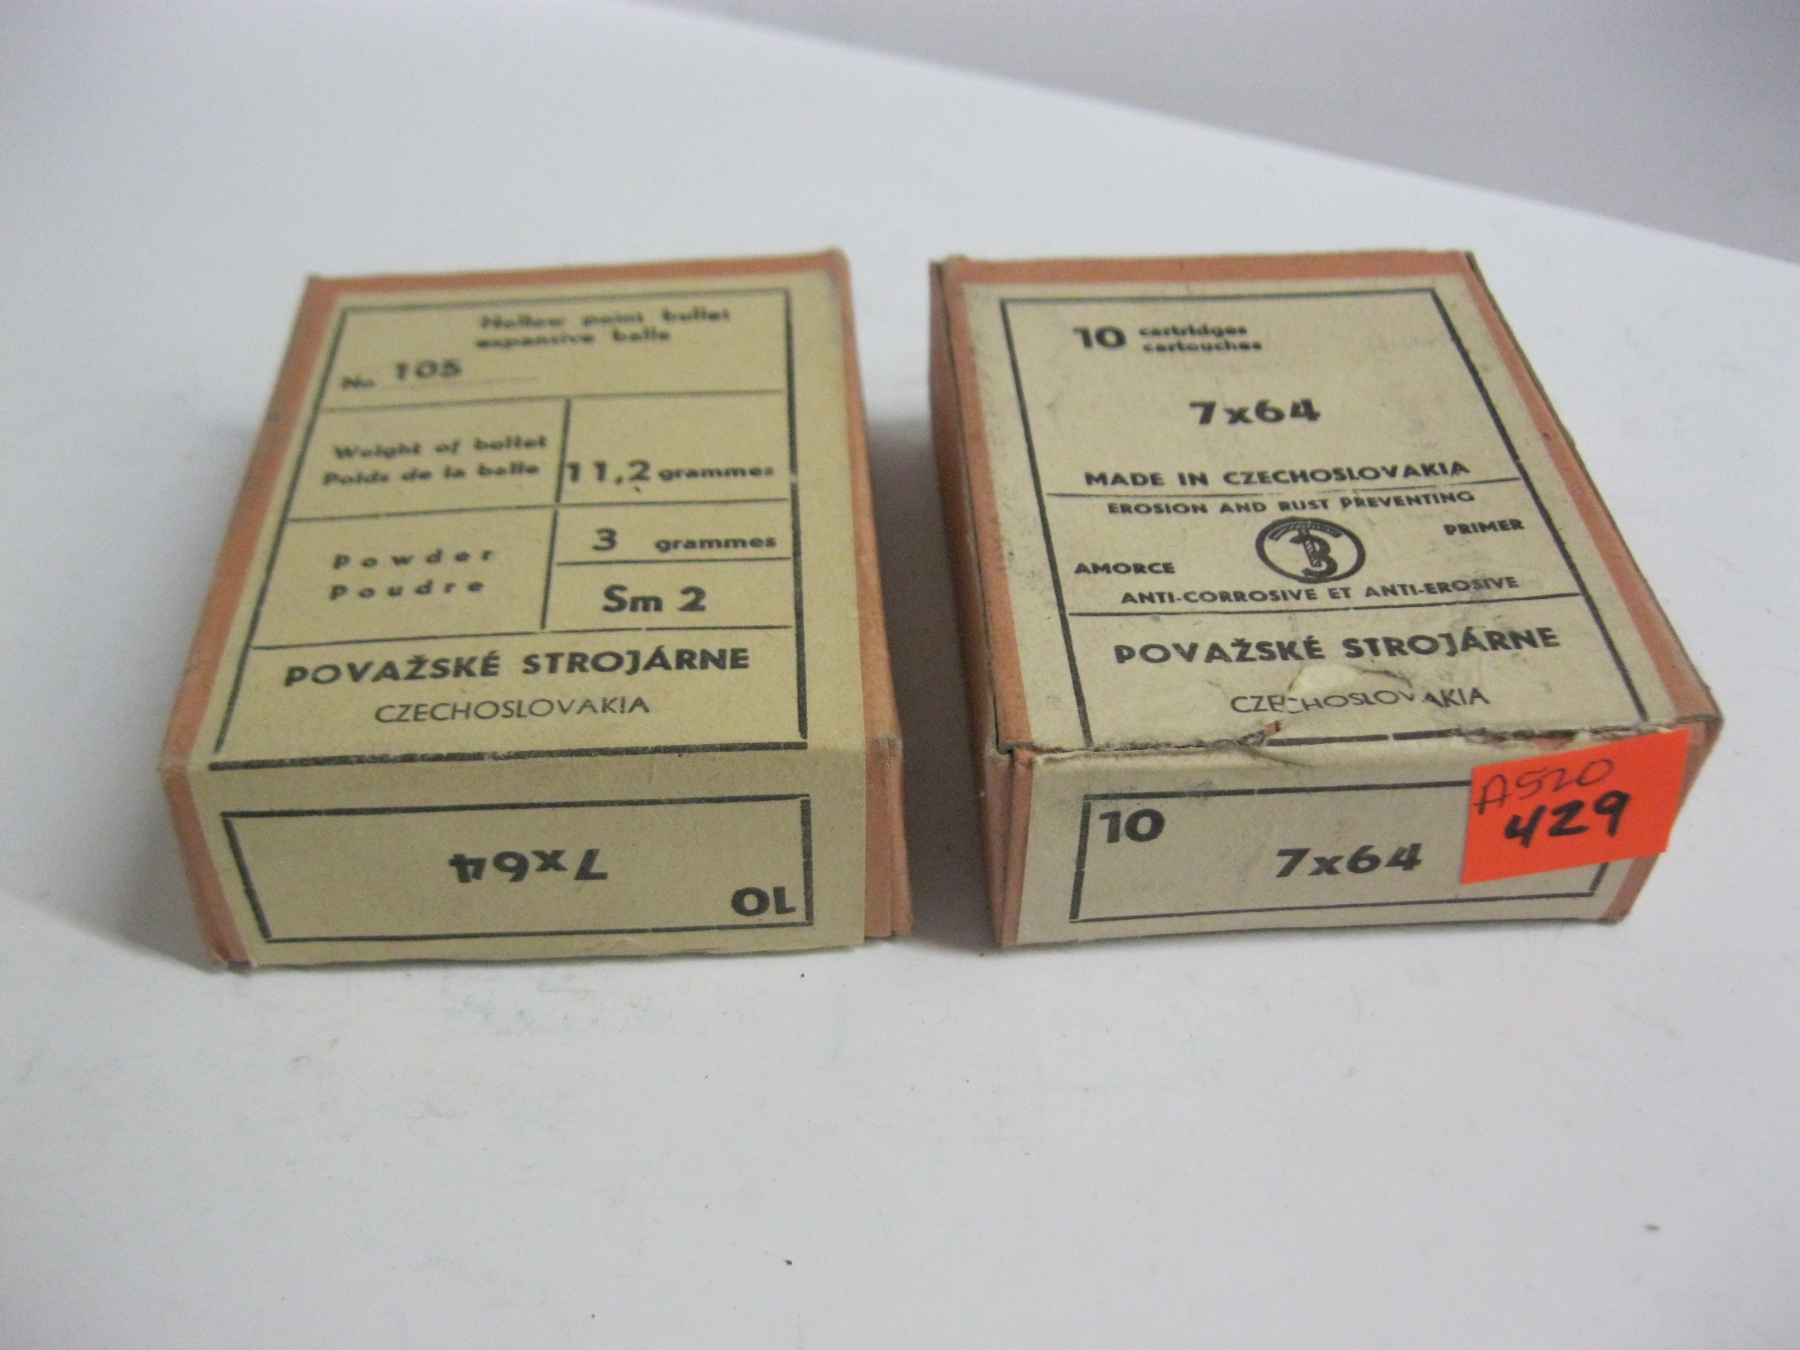 Hollow point bullet
expansive balle
No 105
Weight of bullet
Poids de la balle
11,2 grammes
Powder
Poudre
3 grammes
Sm 2
POVAŽSKÉ STROJÁRNE
CZECHOSLOVAKIA
7x64
10
10 cartridges
cartouches
7x64
MADE IN CZECHOSLOVAKIA
EROSION AND RUST PREVENTING
PRIMER
AMORCE
ANTI-CORROSIVE ET ANTI-EROSIVE
POVAŽSKÉ STROJÁRNE
CZECHOSLOVAKIA
10
7x64
A520
429